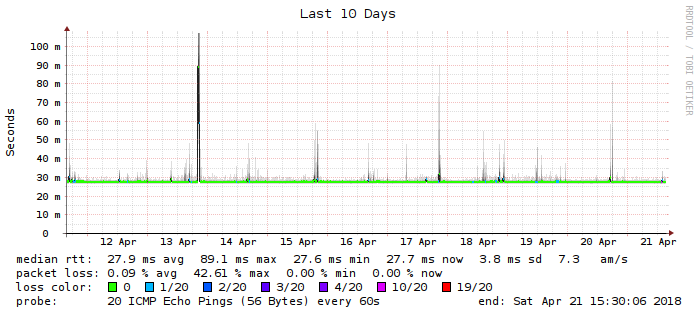 Last 10 Days
RRDTOOL / TOBI OETIKER
Seconds
100 m
90 m
80 m
70 m
60 m
50 m
40 m
30 m
20 m
10 m
0
12 Apr 13 Apr 14 Apr 15 Apr 16 Apr 17 Apr 18 Apr 19 Apr 20 Apr 21 Apr
median rtt: 27.9 ms avg 89.1 ms max 27.6 ms min 27.7 ms now 3.8 ms sd 7.3 am/s
packet loss: 0.09 % avg 42.61 % max 0.00 % min 0.00 % now
loss color: 0 1/20 2/20 3/20 4/20 10/20 19/20
probe: 20 ICMP Echo Pings (56 Bytes) every 60s end: Sat Apr 21 15:30:06 2018